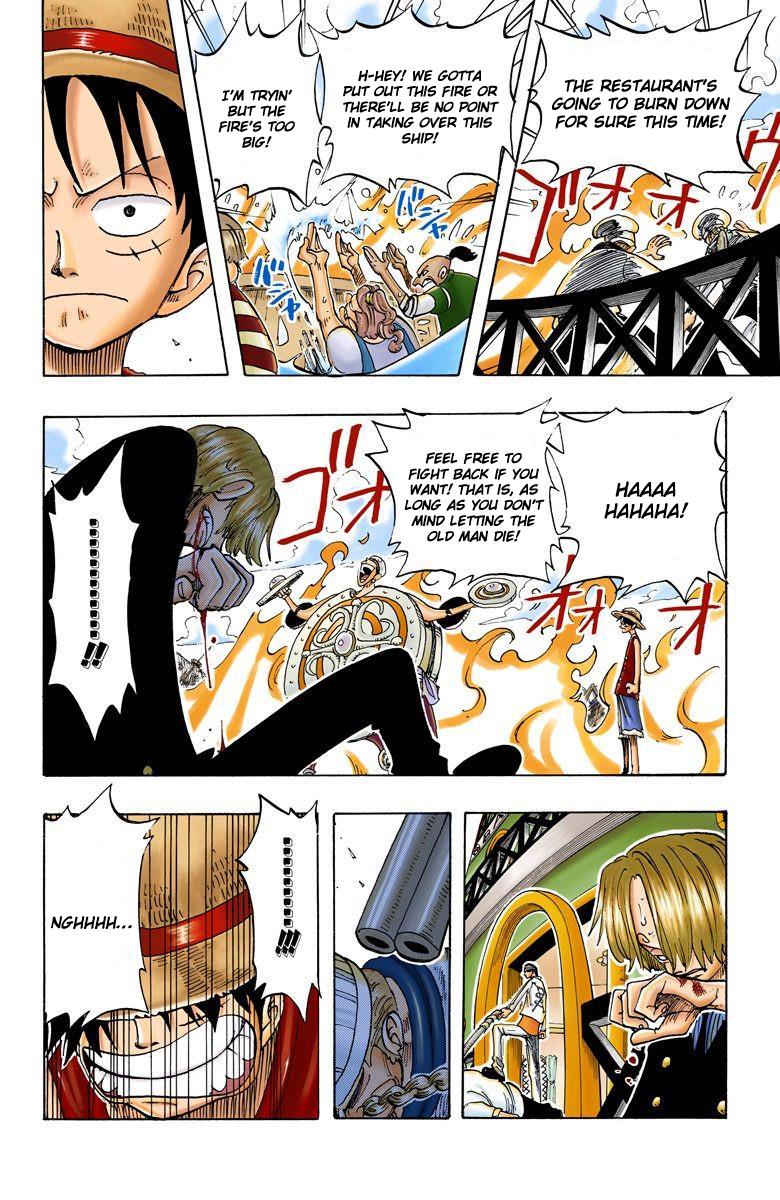 THE RESTAURANT'S
GOING TO BURN DOWN
FOR SURE THIS TIME!
オオ
H-HEY! WE GOTTA
PUT OUT THIS FIRE OR
THERE'LL BE NO POINT
IN TAKING OVER THIS
SHIP!
I'M TRYIN'
BUT THE
FIRE'S TOO
BIG!
バシャ
バシャ
HAAAA
HAHAHA!
FEEL FREE TO
FIGHT BACK IF YOU
WANT! THAT IS, AS
LONG AS YOU DON'T
MIND LETTING THE
OLD MAN DIE!
ゴオオオオ
............!!
........!!!
NGHHHH...